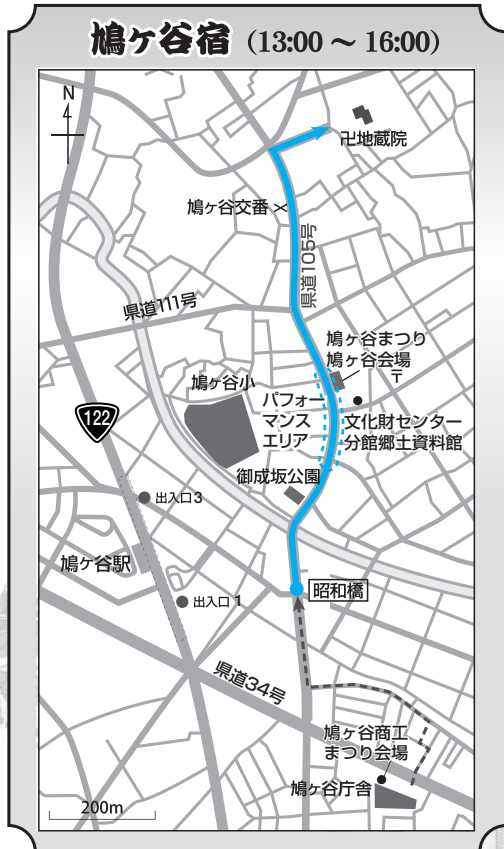 鳩ヶ谷宿 (13:00 ～ 16:00)
N
卍地蔵院
鳩ヶ谷交番
県道105号
県道111号
鳩ヶ谷まつり
鳩ヶ谷会場
〒
鳩ヶ谷小
パフォー
マンス
エリア
122
文化財センター
分館郷土資料館
御成坂公園
出入口3
鳩ヶ谷駅
昭和橋
出入口1
県道34号
鳩ヶ谷商工
まつり会場
鳩ヶ谷庁舎
200m